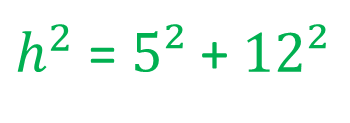 h² = 5² + 12²